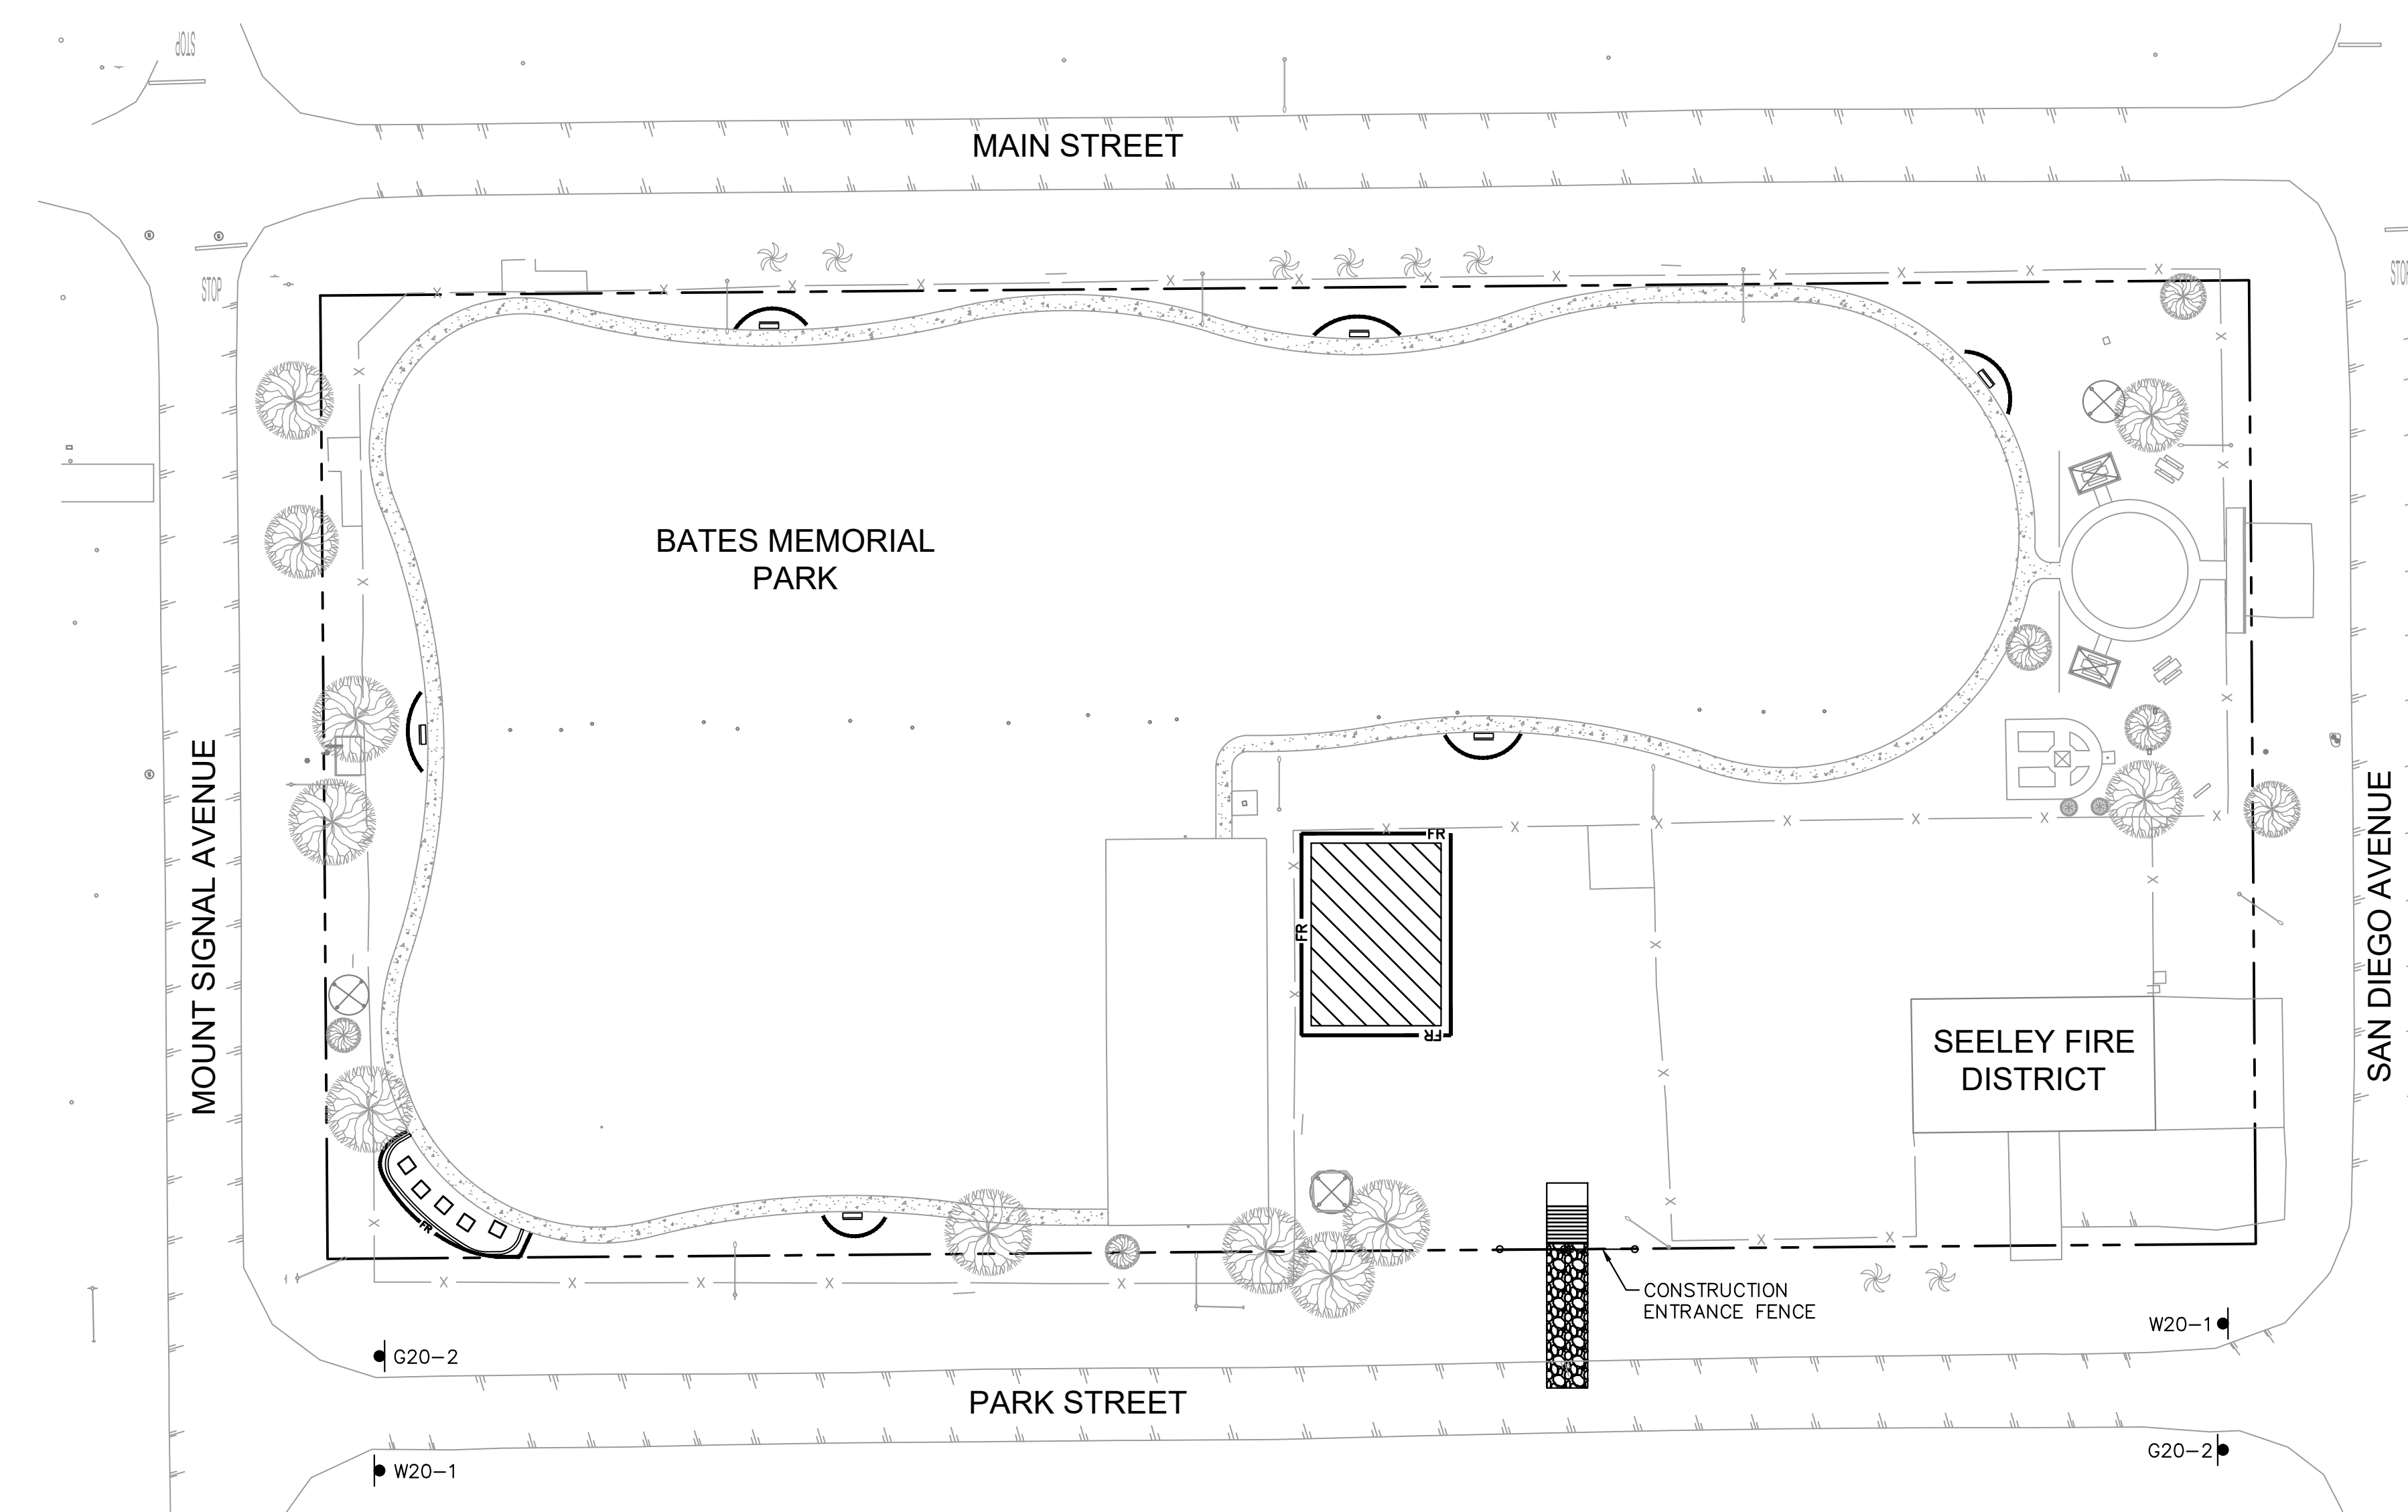 STOP
MAIN STREET
STOP
STOP
BATES MEMORIAL
PARK
MOUNT SIGNAL AVENUE
SAN DIEGO AVENUE
FR
FR
FR
SEELEY FIRE
DISTRICT
FR
CONSTRUCTION
ENTRANCE FENCE
W20-1
G20-2
PARK STREET
G20-2
W20-1